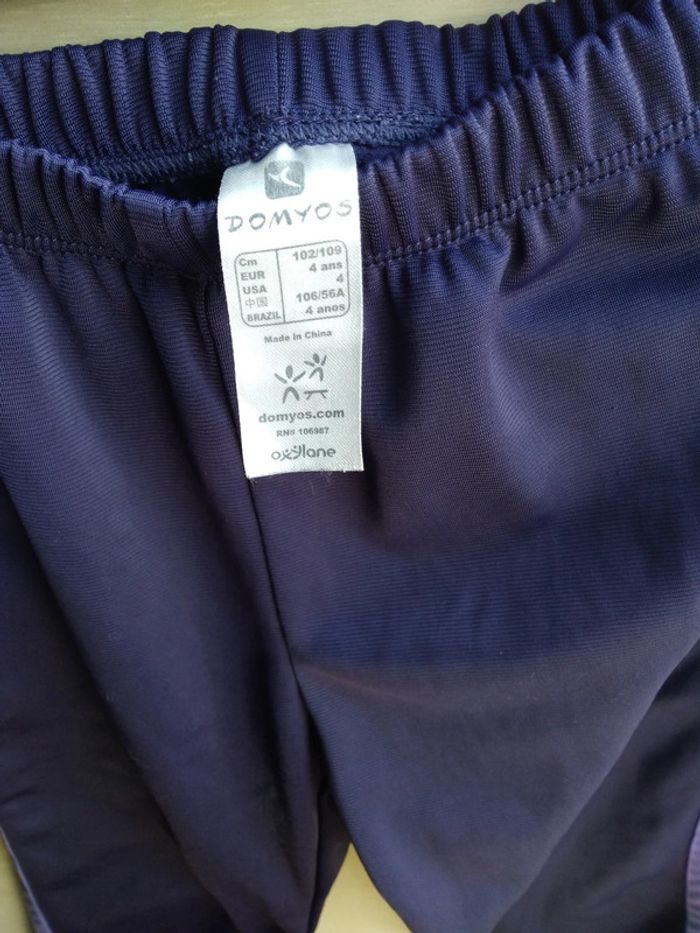 DOMYOS
Cm 102/109
EUR 4 ans
USA 4
中国 106/56A
BRAZIL 4 anos
Made in China
domyos.com
RN# 106987
oxylane